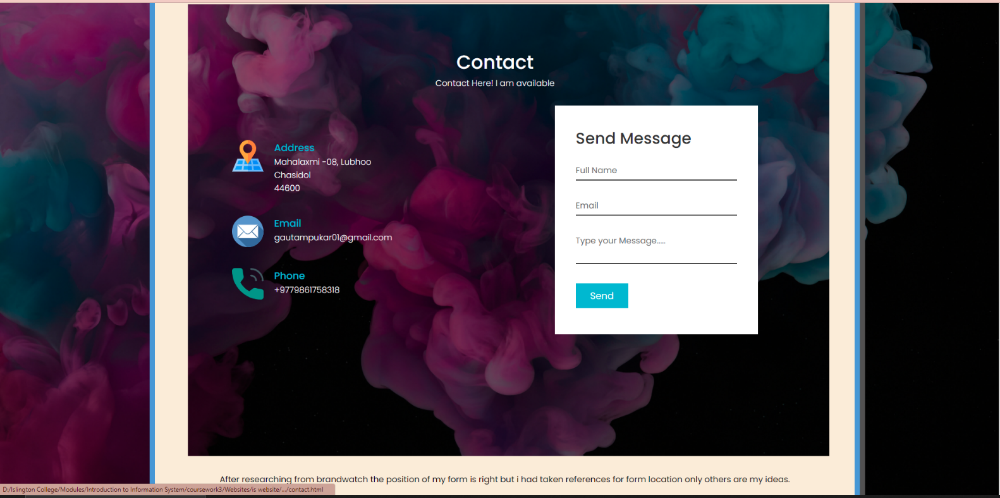 Contact
Contact Here! I am available
Address
Mahalaxmi -08, Lubhoo
Chasidol
44600
Email
gautampukar01@gmail.com
Phone
+9779861758318
Send Message
Full Name
Email
Type your Message.....
Send
After researching from brandwatch the position of my form is right but i had taken references for form location only others are my ideas.
D:/Islington College/Modules/Introduction to Information System/coursework3/Websites/is website/.../contact.html